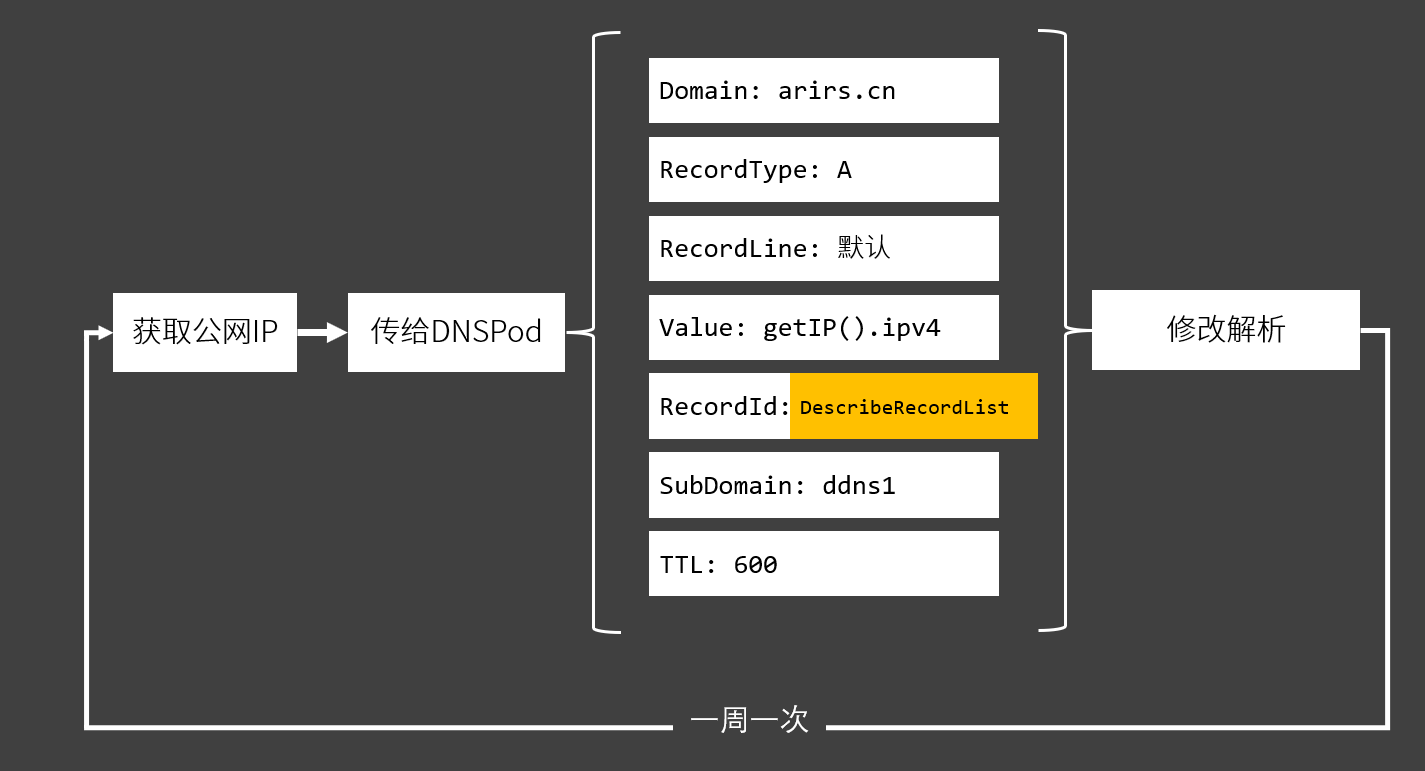 获取公网IP
传给DNSPod
Domain: arirs.cn
RecordType: A
RecordLine: 默认
Value: getIP().ipv4
RecordId: DescribeRecordList
SubDomain: ddns1
TTL: 600
修改解析
一周一次